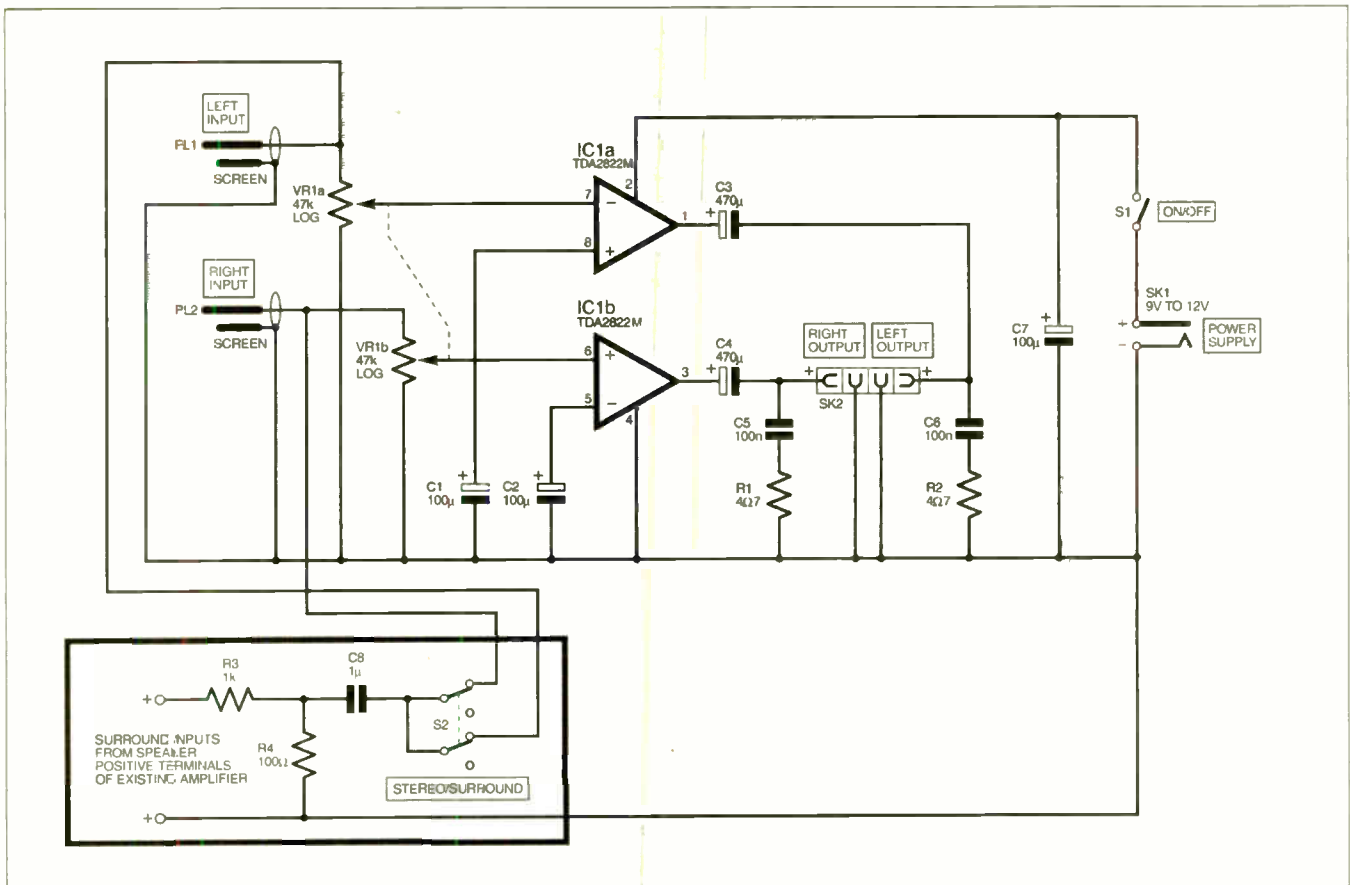 LEFT
INPUT
PL1
SCREEN
VR1a
47k
LOG
RIGHT
INPUT
PL2
SCREEN
VR1b
47k
LOG
IC1a
TDA2822M
2
7
−
8
+
1
C3
470µ
+
IC1b
TDA2822M
6
+
5
−
3
4
C4
470µ
+
RIGHT
OUTPUT
LEFT
OUTPUT
+
+
SK2
C5
100n
C6
100n
R1
4Ω7
R2
4Ω7
+
C1
100µ
+
C2
100µ
+
C7
100µ
S1
ON/OFF
SK1
9V TO 12V
+
−
POWER
SUPPLY
R3
1k
C8
1µ
+
S2
R4
100Ω
SURROUND INPUTS
FROM SPEAKER
POSITIVE TERMINALS
OF EXISTING AMPLIFIER
+
STEREO/SURROUND